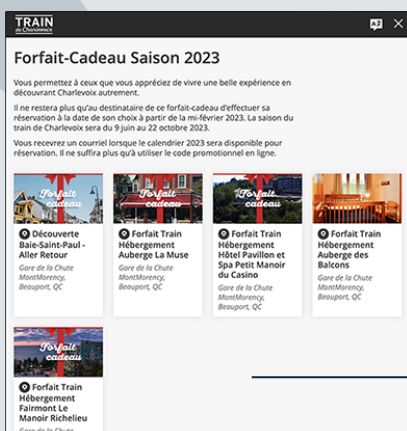 TRAIN
de Charlevoix
Forfait-Cadeau Saison 2023
Vous permettez à ceux que vous appréciez de vivre une belle expérience en
découvrant Charlevoix autrement.
Il ne restera plus qu'au destinataire de ce forfait-cadeau d'effectuer sa
réservation à la date de son choix à partir de la mi-février 2023. La saison du
train de Charlevoix sera du 9 juin au 22 octobre 2023.
Vous recevrez un courriel lorsque le calendrier 2023 sera disponible pour
réservation. Il ne suffira plus qu'à utiliser le code promotionnel en ligne.
Forfait
cadeau
Découverte
Baie-Saint-Paul -
Aller Retour
Gare de la Chute
MontMorency,
Beauport, QC
Forfait
cadeau
Forfait Train
Hébergement
Auberge La Muse
Gare de la Chute
MontMorency,
Beauport, QC
Forfait
cadeau
Forfait Train
Hébergement
Hôtel Pavillon et
Spa Petit Manoir
du Casino
Gare de la Chute
MontMorency,
Beauport, QC
Forfait Train
Hébergement
Auberge des
Balcons
Gare de la Chute
MontMorency,
Beauport, QC
Forfait
cadeau
Forfait Train
Hébergement
Fairmont Le
Manoir Richelieu
Gare de la Chute